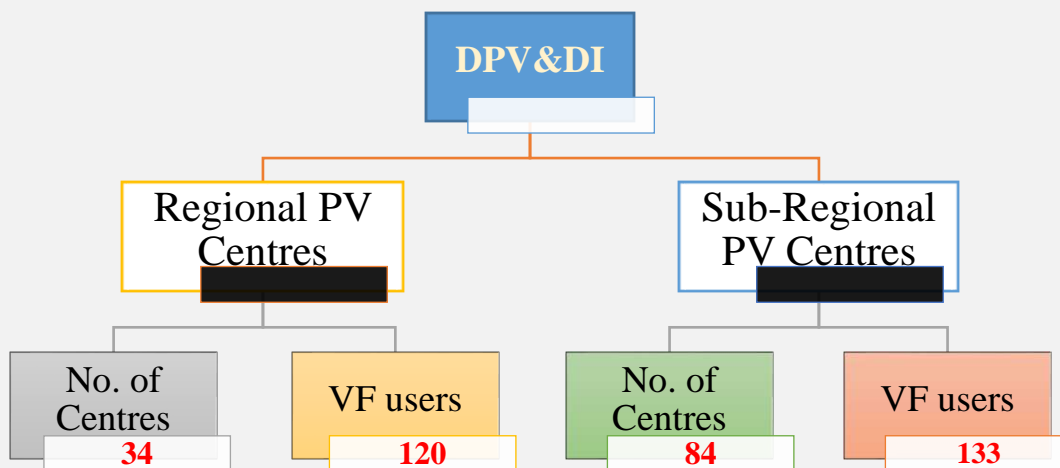 DPV&DI
Regional PV
Centres
Sub-Regional
PV Centres
No. of
Centres
34
VF users
120
No. of
Centres
84
VF users
133